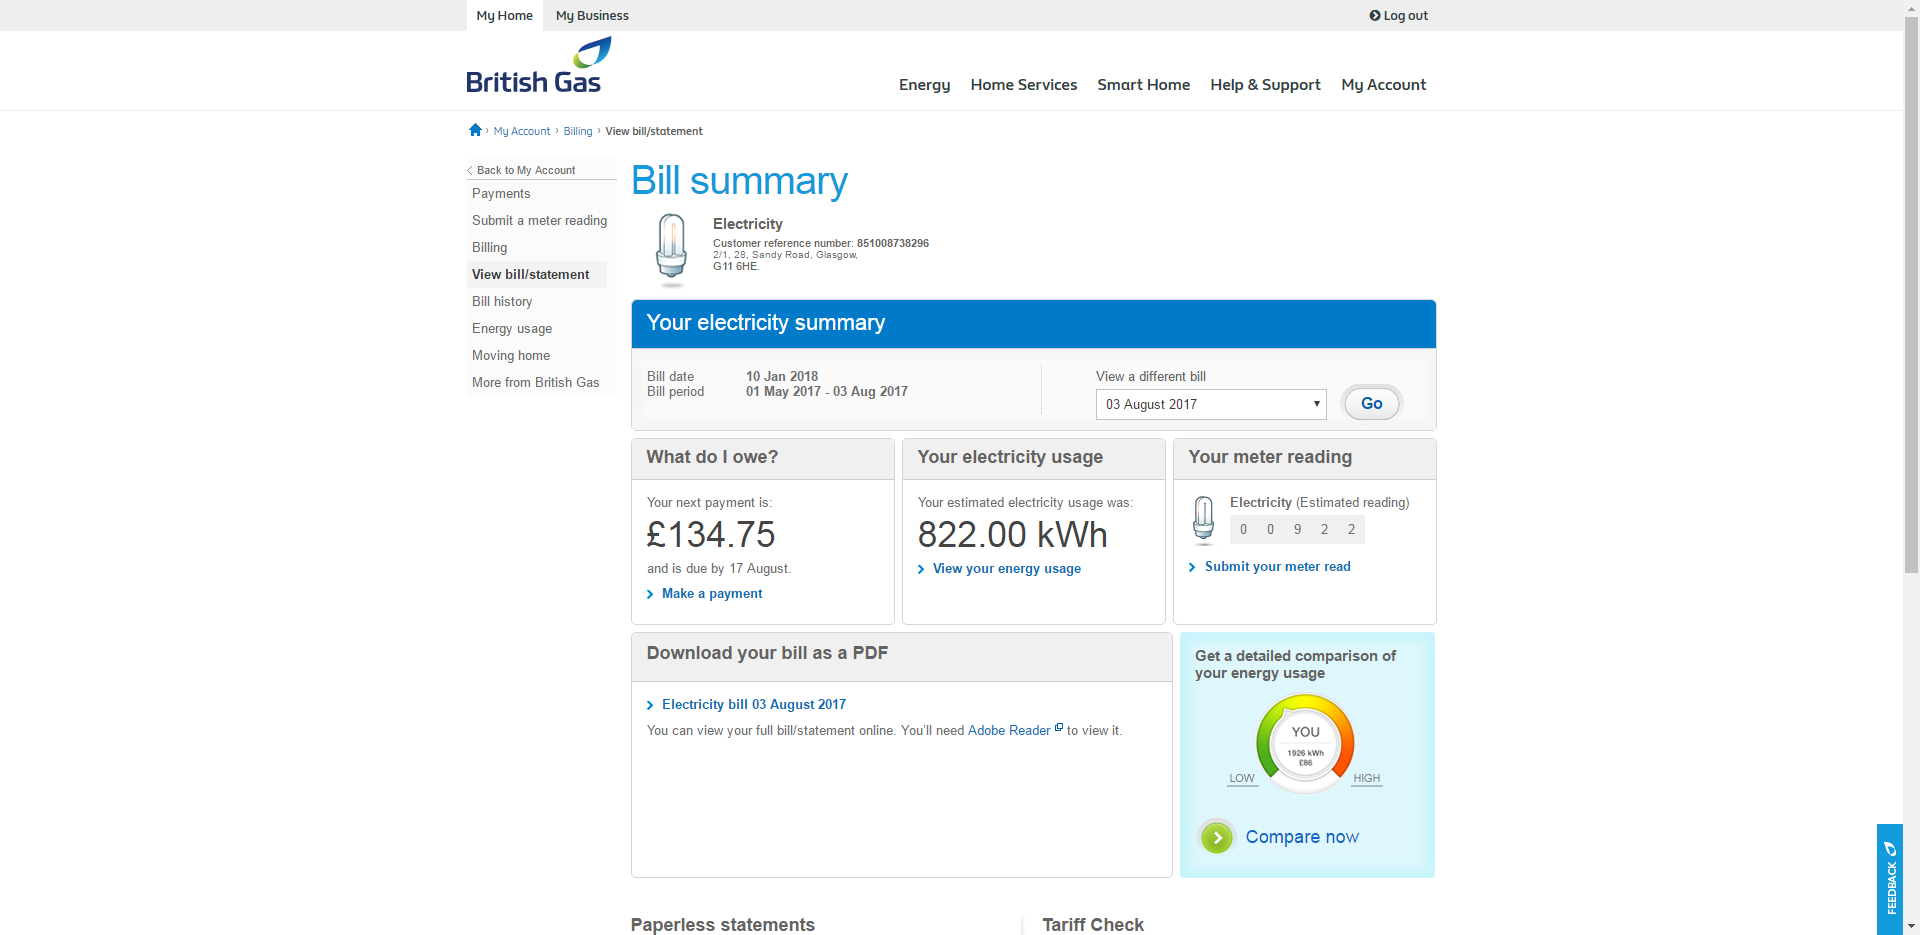 My Home My Business Log out
British Gas
Energy Home Services Smart Home Help & Support My Account
My Account › Billing › View bill/statement
Back to My Account
Payments
Submit a meter reading
Billing
View bill/statement
Bill history
Energy usage
Moving home
More from British Gas
Bill summary
Electricity
Customer reference number: 851008738296
2/1, 28, Sandy Road, Glasgow,
G11 6HE.
Your electricity summary
Bill date 10 Jan 2018
Bill period 01 May 2017 - 03 Aug 2017
View a different bill
03 August 2017 Go
What do I owe?
Your next payment is:
£134.75
and is due by 17 August.
Make a payment
Your electricity usage
Your estimated electricity usage was:
822.00 kWh
View your energy usage
Your meter reading
Electricity (Estimated reading)
0 0 9 2 2
Submit your meter read
Download your bill as a PDF
Electricity bill 03 August 2017
You can view your full bill/statement online. You'll need Adobe Reader to view it.
Get a detailed comparison of
your energy usage
YOU
1926 kWh
£86
LOW HIGH
Compare now
FEEDBACK
Paperless statements
Tariff Check